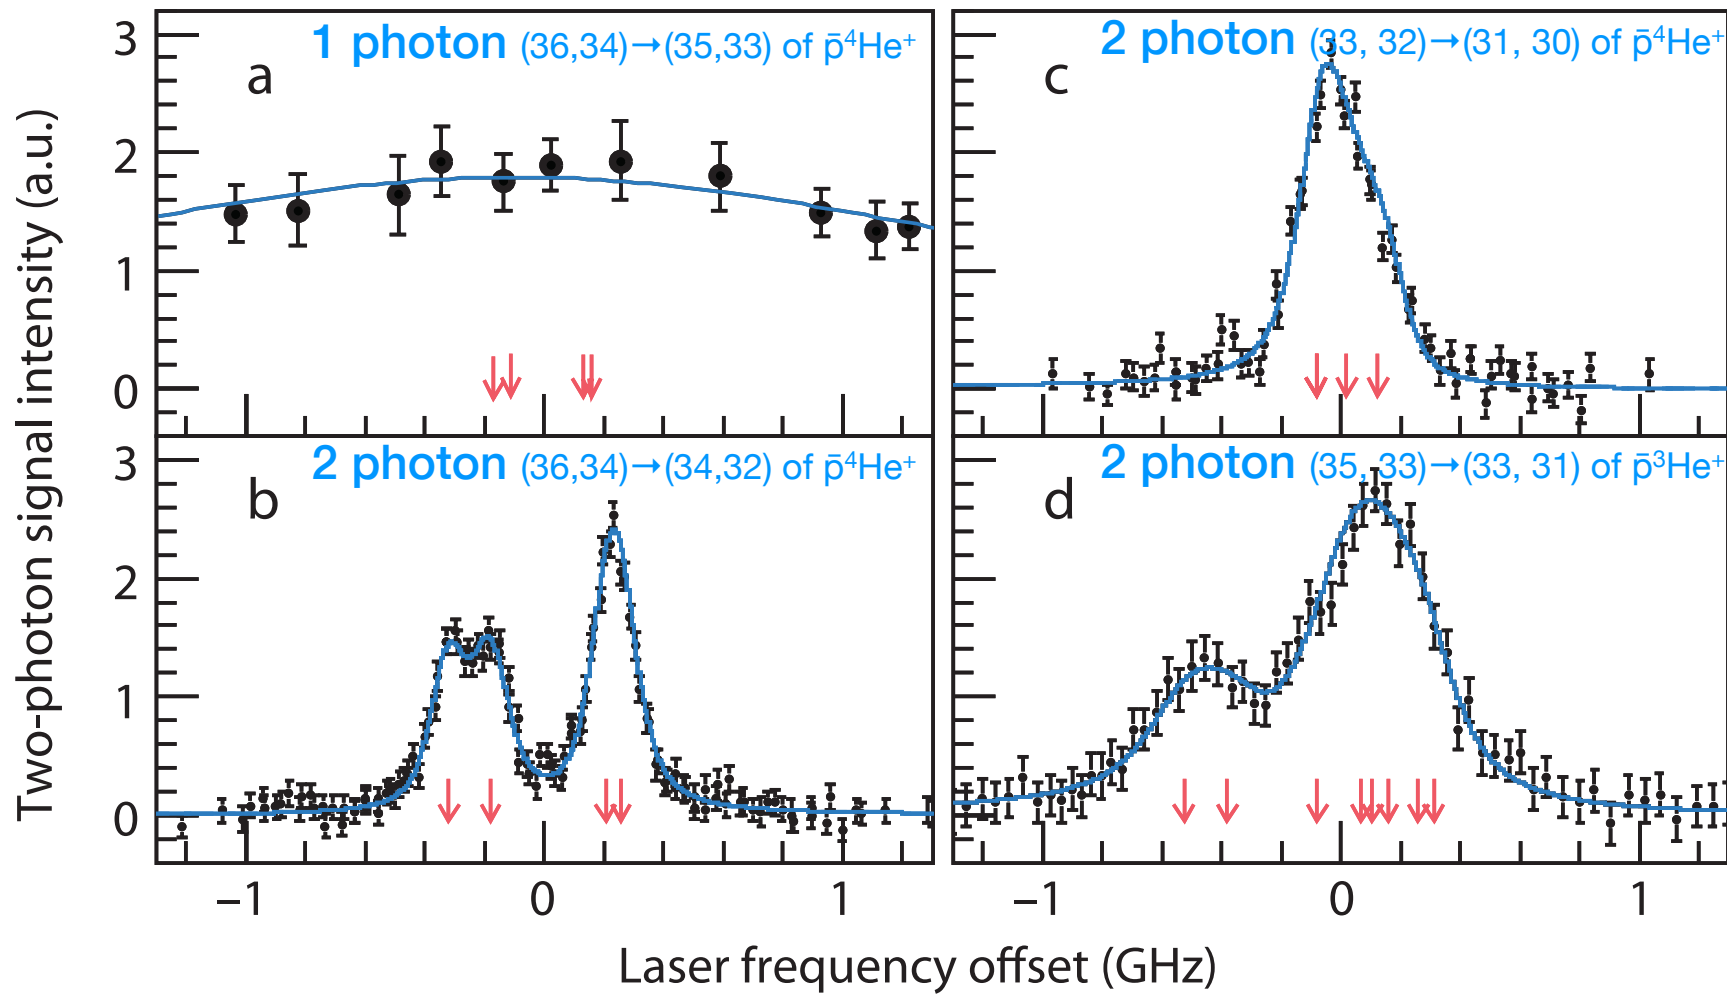 Two-photon signal intensity (a.u.)
a
1 photon (36,34)→(35,33) of p̄⁴He⁺
3
2
1
0
c
2 photon (33, 32)→(31, 30) of p̄⁴He⁺
b
2 photon (36,34)→(34,32) of p̄⁴He⁺
3
2
1
0
d
2 photon (35, 33)→(33, 31) of p̄³He⁺
−1 0 1 −1 0 1
Laser frequency offset (GHz)